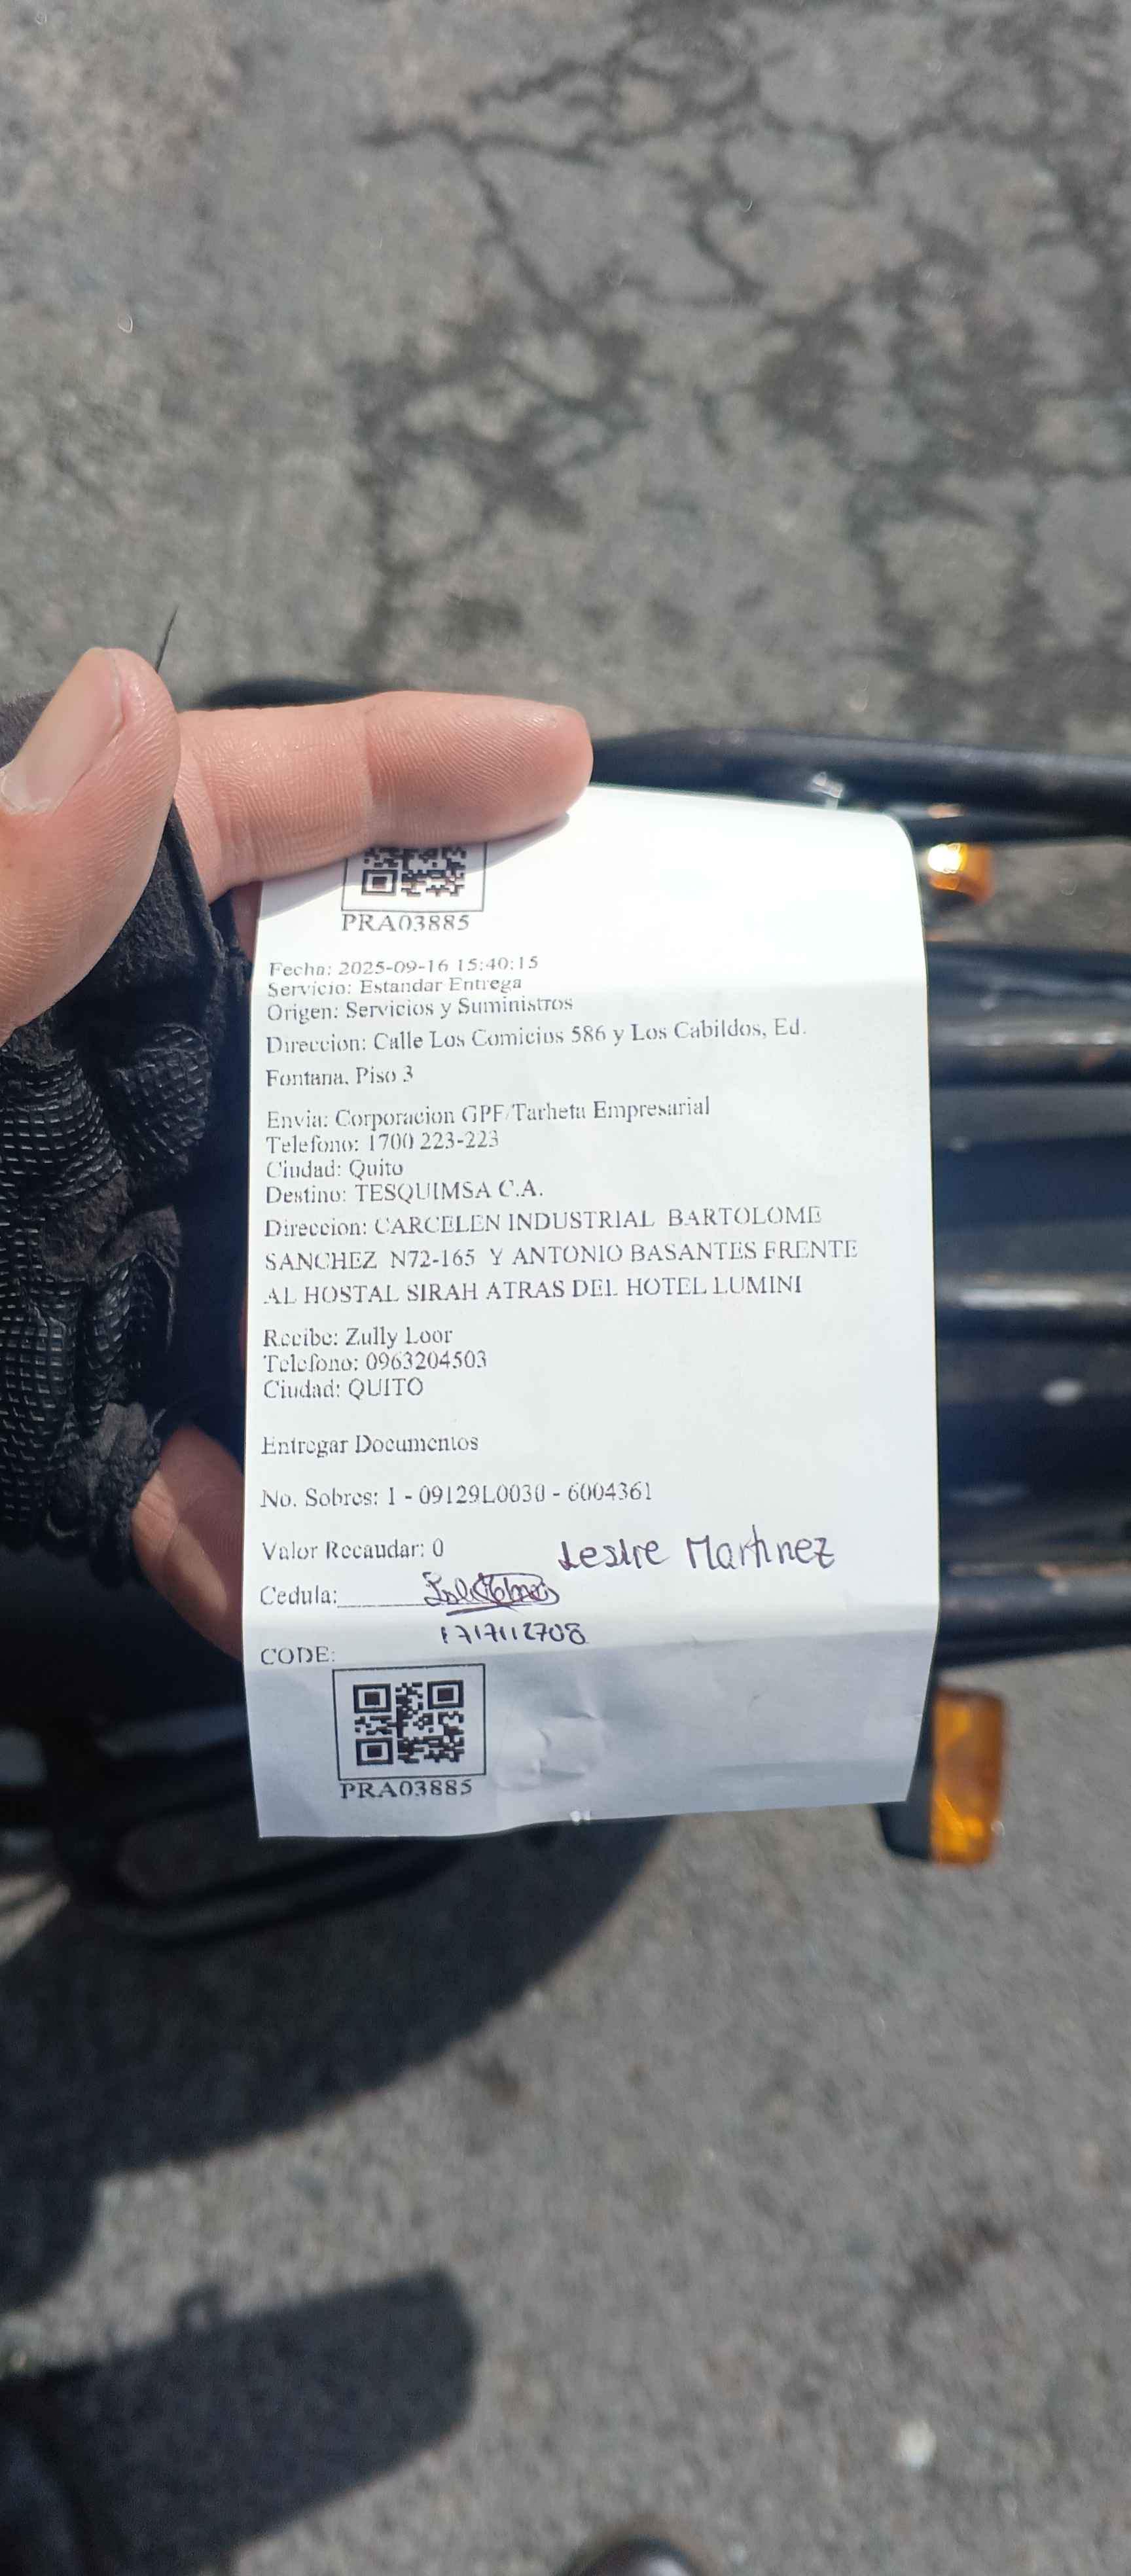 PRA03885
Fecha: 2025-09-16 15:40:15
Servicio: Estandar Entrega
Origen: Servicios y Suministros
Direccion: Calle Los Comicios 586 y Los Cabildos, Ed.
Fontana, Piso 3
Envia: Corporacion GPF/Tarheta Empresarial
Telefono: 1700 223-223
Ciudad: Quito
Destino: TESQUIMSA C.A.
Direccion: CARCELEN INDUSTRIAL BARTOLOME
SANCHEZ N72-165 Y ANTONIO BASANTES FRENTE
AL HOSTAL SIRAH ATRAS DEL HOTEL LUMINI
Recibe: Zully Loor
Telefono: 0963204503
Ciudad: QUITO
Entregar Documentos
No. Sobres: 1 - 09129L0030 - 6004361
Valor Recaudar: 0 Leslie Martinez
Cedula:
1717112708
CODE:
PRA03885